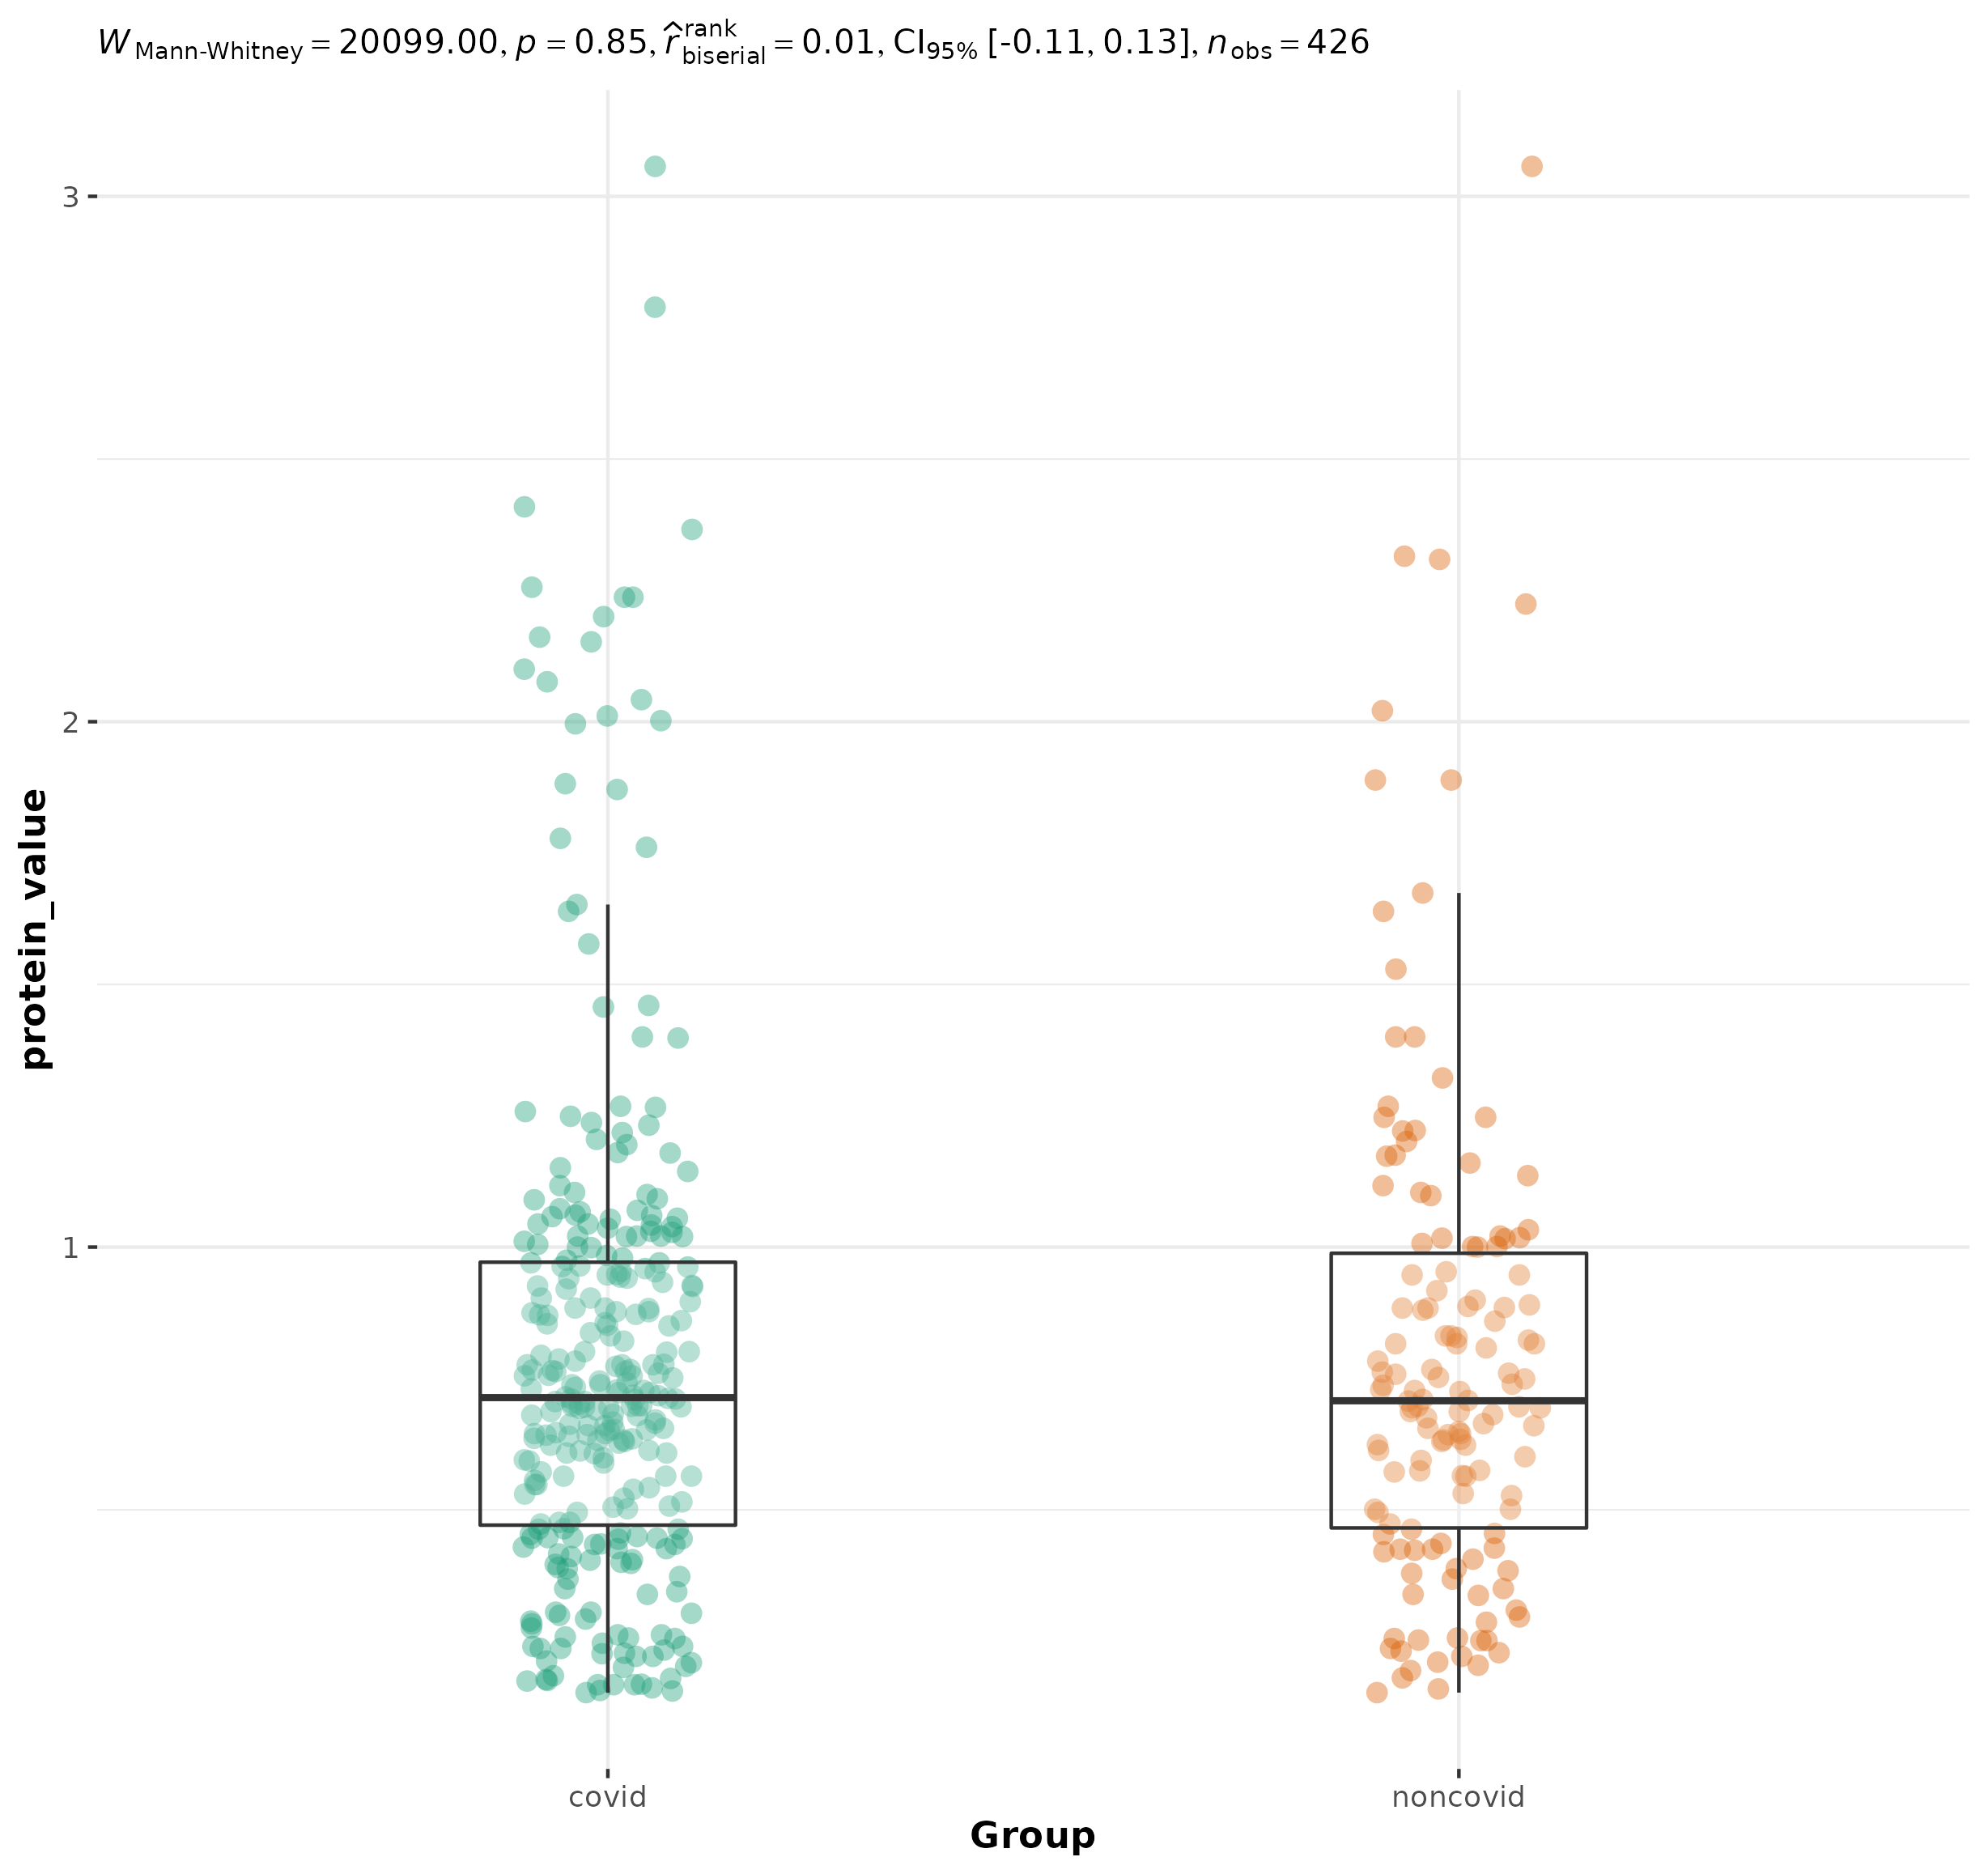 W Mann-Whitney = 20099.00, p = 0.85, r̂ rank biserial = 0.01, CI95% [-0.11, 0.13], n obs = 426
3
2
1
protein_value
covid noncovid
Group